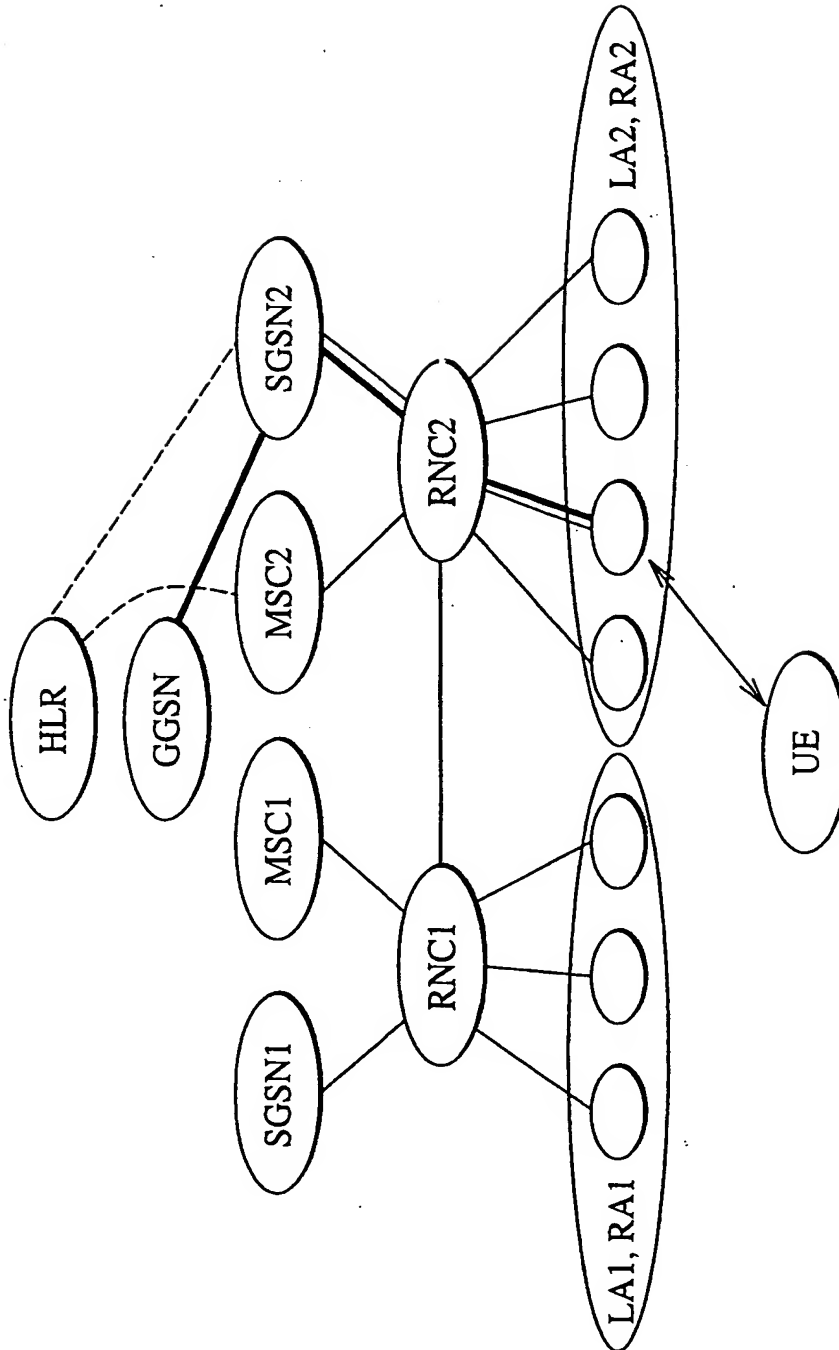 HLR
GGSN
SGSN1
MSC1
MSC2
SGSN2
RNC1
RNC2
LA1, RA1
LA2, RA2
UE